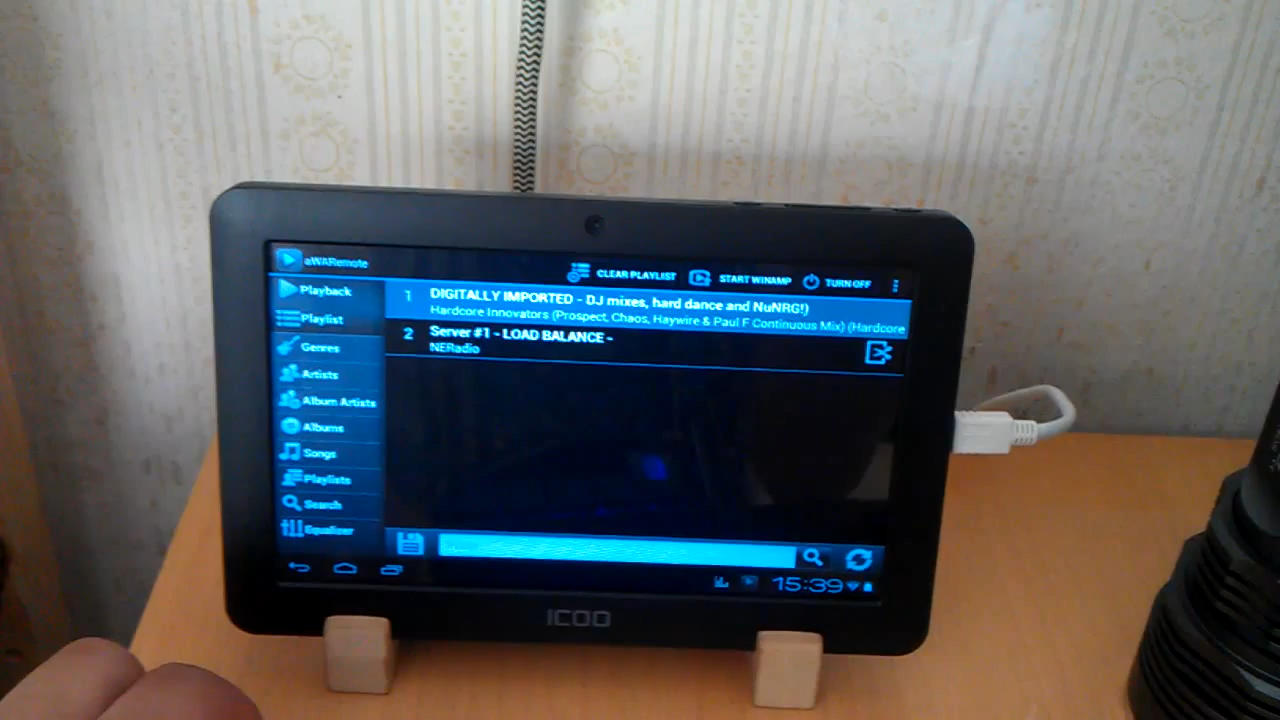 aWARemote
CLEAR PLAYLIST START WINAMP TURN OFF
Playback
Playlist
Genres
Artists
Album Artists
Albums
Songs
Playlists
Search
Equalizer
1 DIGITALLY IMPORTED - DJ mixes, hard dance and NuNRG!)
Hardcore Innovators (Prospect, Chaos, Haywire & Paul F Continuous Mix) (Hardcore
2 Server #1 - LOAD BALANCE -
NERadio
15:39
ICOO